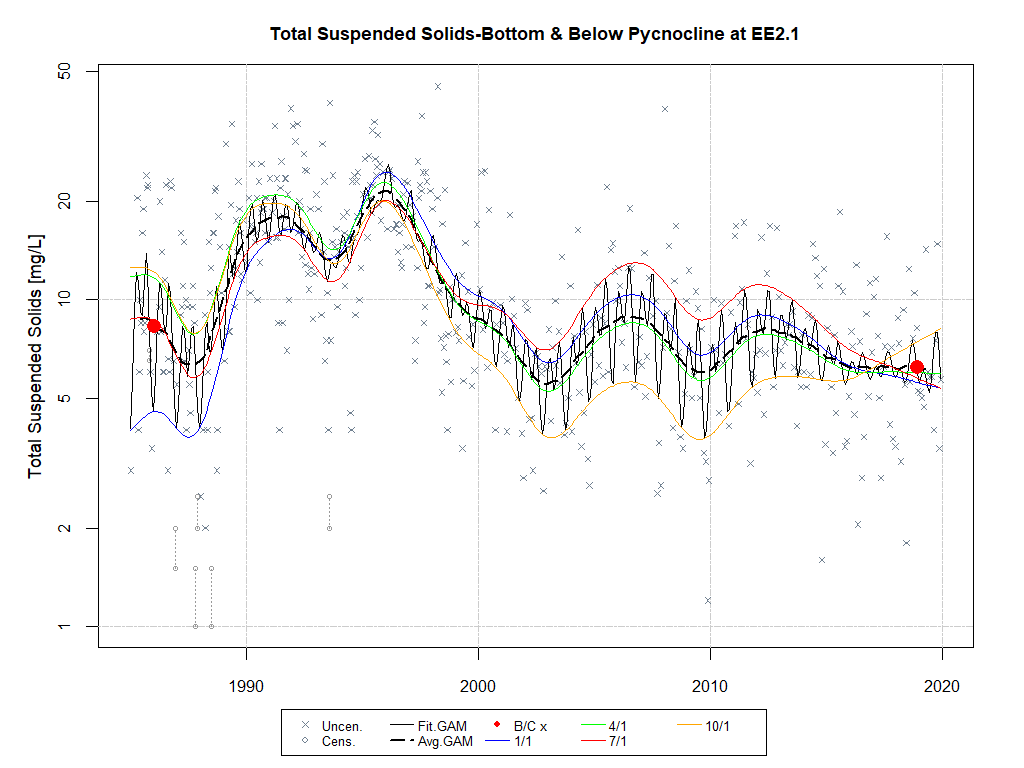 Total Suspended Solids-Bottom & Below Pycnocline at EE2.1
Total Suspended Solids [mg/L]
50
20
10
5
2
1
1990 2000 2010 2020
Uncen. Fit.GAM B/C x 4/1 10/1
Cens. Avg.GAM 1/1 7/1